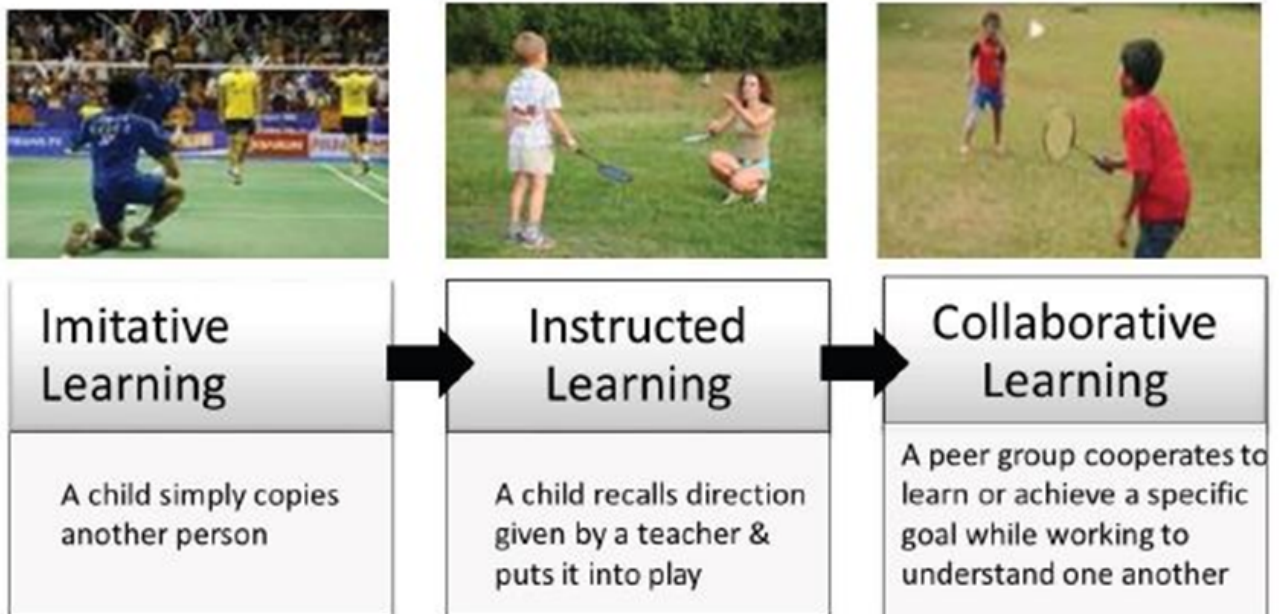 Imitative
Learning
A child simply copies
another person
Instructed
Learning
A child recalls direction
given by a teacher &
puts it into play
Collaborative
Learning
A peer group cooperates to
learn or achieve a specific
goal while working to
understand one another